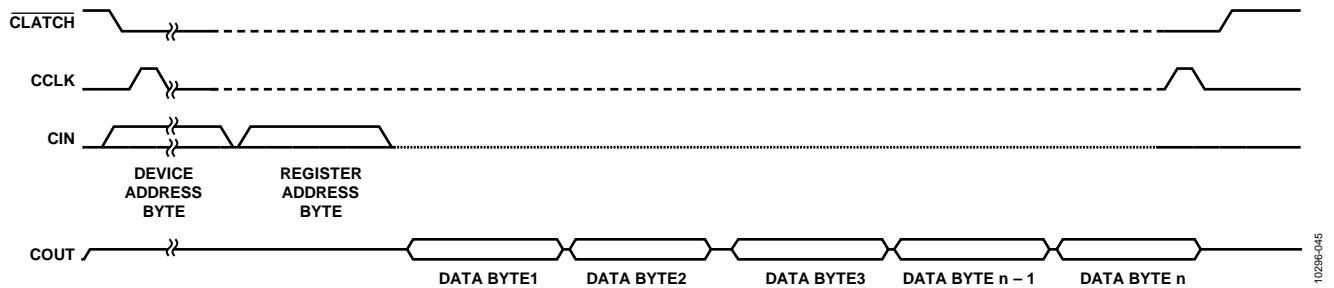 CLATCH
CCLK
CIN
DEVICE
ADDRESS
BYTE
REGISTER
ADDRESS
BYTE
COUT
DATA BYTE1
DATA BYTE2
DATA BYTE3
DATA BYTE n – 1
DATA BYTE n
10296-045